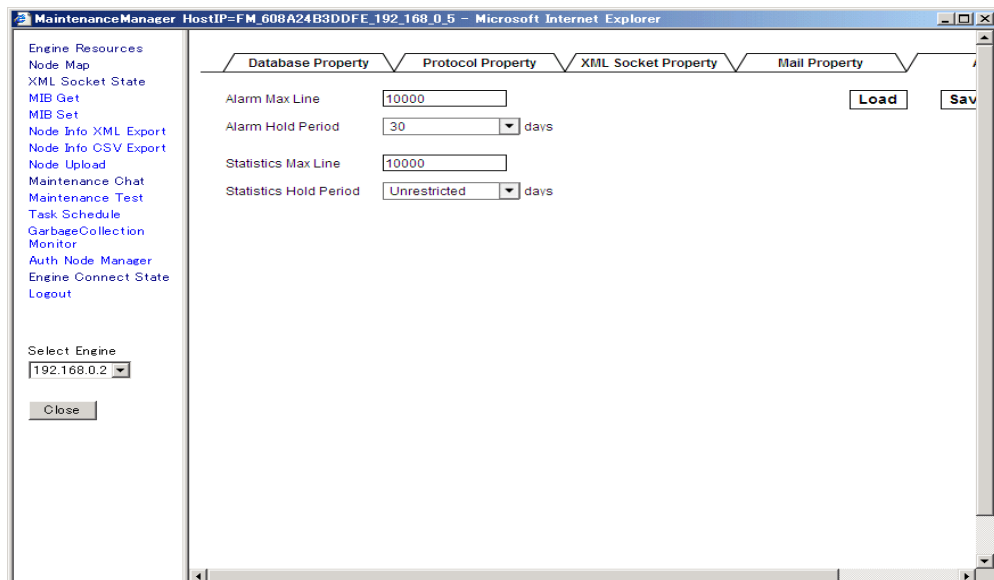 MaintenanceManager HostIP=FM_608A24B3DDFE_192_168_0_5 - Microsoft Internet Explorer
Engine Resources
Node Map
XML Socket State
MIB Get
MIB Set
Node Info XML Export
Node Info CSV Export
Node Upload
Maintenance Chat
Maintenance Test
Task Schedule
GarbageCollection
Monitor
Auth Node Manager
Engine Connect State
Logout
Select Engine
192.168.0.2
Close
Database Property Protocol Property XML Socket Property Mail Property
Alarm Max Line 10000 Load Sav
Alarm Hold Period 30 days
Statistics Max Line 10000
Statistics Hold Period Unrestricted days